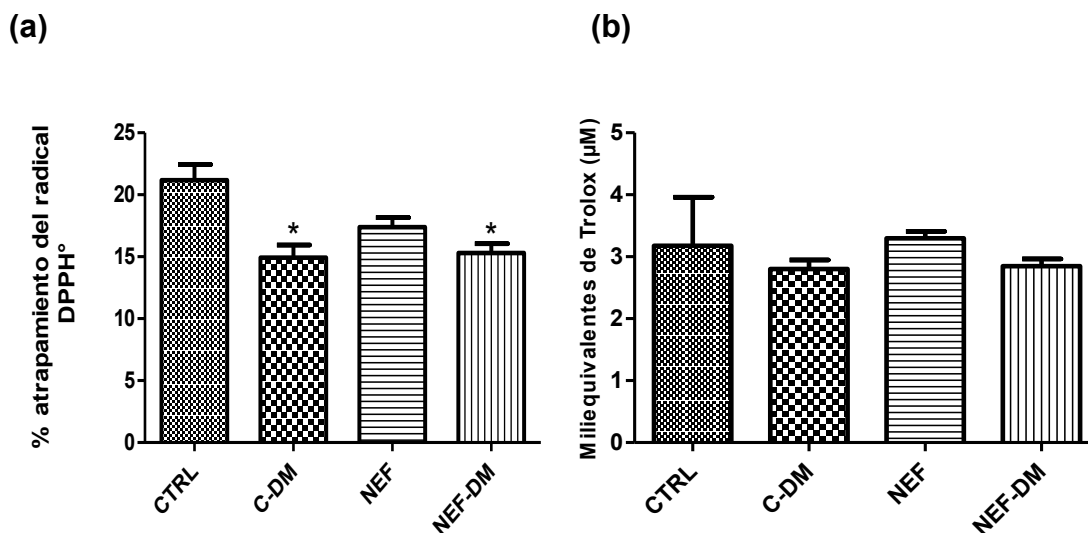 (a)
% atrapamiento del radical
DPPH°
25
20
15
10
5
0
*
*
CTRL
C-DM
NEF
NEF-DM
(b)
Miliequivalentes de Trolox (µM)
5
4
3
2
1
0
CTRL
C-DM
NEF
NEF-DM